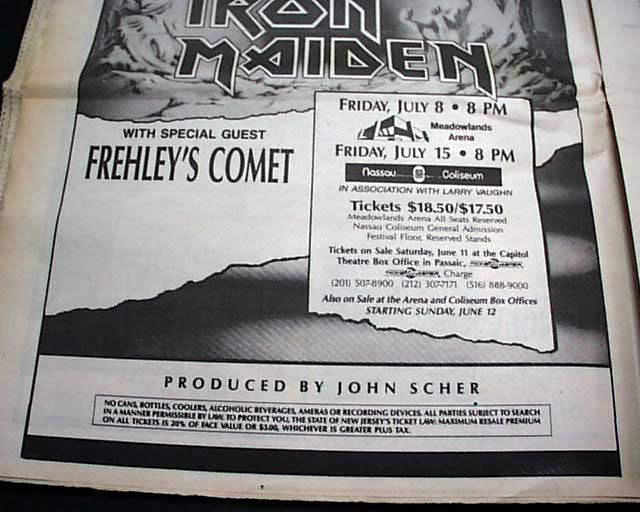 IRON
MAIDEN
WITH SPECIAL GUEST
FREHLEY'S COMET
FRIDAY, JULY 8 • 8 PM
Meadowlands
Arena
FRIDAY, JULY 15 • 8 PM
Nassau Coliseum
IN ASSOCIATION WITH LARRY VAUGHN
Tickets $18.50/$17.50
Meadowlands Arena All Seats Reserved
Nassau Coliseum General Admission
Festival Floor, Reserved Stands
Tickets on Sale Saturday, June 11 at the Capitol
Theatre Box Office in Passaic, TICKETMASTER,
TICKETMASTER Charge
(201) 507-8900 (212) 307-7171 (516) 888-9000
Also on Sale at the Arena and Coliseum Box Offices
STARTING SUNDAY, JUNE 12
PRODUCED BY JOHN SCHER
NO CANS, BOTTLES, COOLERS, ALCOHOLIC BEVERAGES, AMERAS OR RECORDING DEVICES. ALL PARTIES SUBJECT TO SEARCH
IN A MANNER PERMISSIBLE BY LAW. TO PROTECT YOU, THE STATE OF NEW JERSEY'S TICKET LAW: MAXIMUM RESALE PREMIUM
ON ALL TICKETS IS 20% OF FACE VALUE OR $3.00, WHICHEVER IS GREATER PLUS TAX.